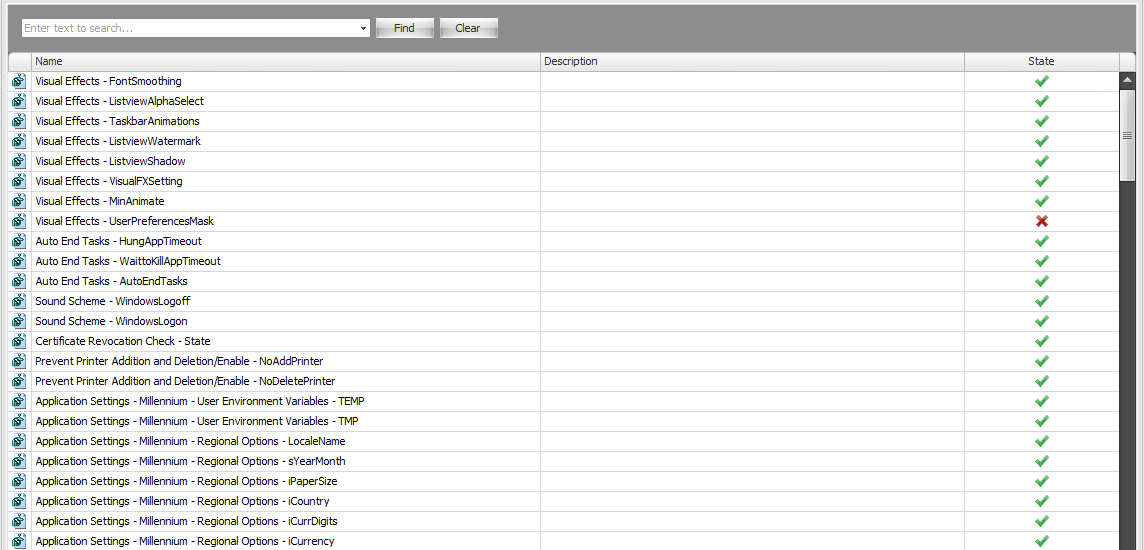 Enter text to search... Find Clear
Name Description State
Visual Effects - FontSmoothing
Visual Effects - ListviewAlphaSelect
Visual Effects - TaskbarAnimations
Visual Effects - ListviewWatermark
Visual Effects - ListviewShadow
Visual Effects - VisualFXSetting
Visual Effects - MinAnimate
Visual Effects - UserPreferencesMask
Auto End Tasks - HungAppTimeout
Auto End Tasks - WaittoKillAppTimeout
Auto End Tasks - AutoEndTasks
Sound Scheme - WindowsLogoff
Sound Scheme - WindowsLogon
Certificate Revocation Check - State
Prevent Printer Addition and Deletion/Enable - NoAddPrinter
Prevent Printer Addition and Deletion/Enable - NoDeletePrinter
Application Settings - Millennium - User Environment Variables - TEMP
Application Settings - Millennium - User Environment Variables - TMP
Application Settings - Millennium - Regional Options - LocaleName
Application Settings - Millennium - Regional Options - sYearMonth
Application Settings - Millennium - Regional Options - iPaperSize
Application Settings - Millennium - Regional Options - iCountry
Application Settings - Millennium - Regional Options - iCurrDigits
Application Settings - Millennium - Regional Options - iCurrency